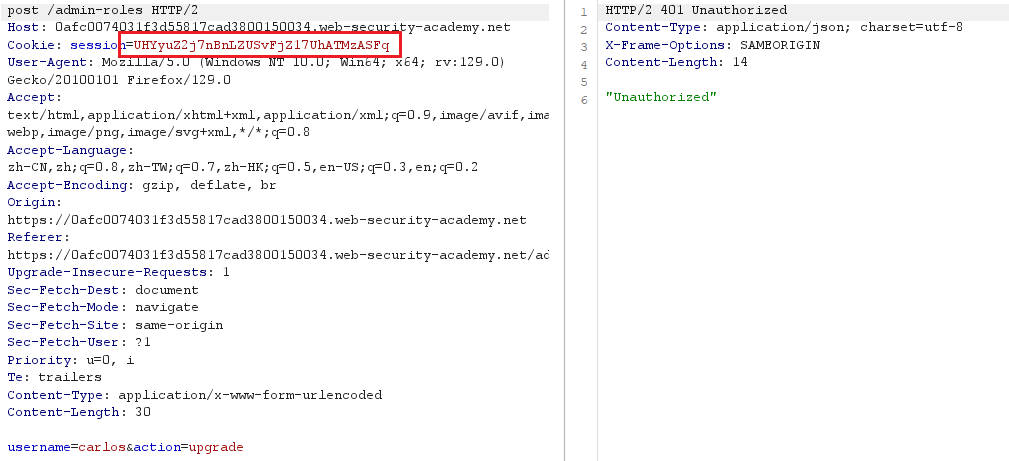 post /admin-roles HTTP/2
Host: 0afc0074031f3d55817cad3800150034.web-security-academy.net
Cookie: session=UHYyuZ2j7nBnLZUSvFjZ17UhATMzASFq
User-Agent: Mozilla/5.0 (Windows NT 10.0; Win64; x64; rv:129.0)
Gecko/20100101 Firefox/129.0
Accept:
text/html,application/xhtml+xml,application/xml;q=0.9,image/avif,ima
webp,image/png,image/svg+xml,*/*;q=0.8
Accept-Language:
zh-CN,zh;q=0.8,zh-TW;q=0.7,zh-HK;q=0.5,en-US;q=0.3,en;q=0.2
Accept-Encoding: gzip, deflate, br
Origin:
https://0afc0074031f3d55817cad3800150034.web-security-academy.net
Referer:
https://0afc0074031f3d55817cad3800150034.web-security-academy.net/ad
Upgrade-Insecure-Requests: 1
Sec-Fetch-Dest: document
Sec-Fetch-Mode: navigate
Sec-Fetch-Site: same-origin
Sec-Fetch-User: ?1
Priority: u=0, i
Te: trailers
Content-Type: application/x-www-form-urlencoded
Content-Length: 30
username=carlos&action=upgrade
1 HTTP/2 401 Unauthorized
2 Content-Type: application/json; charset=utf-8
3 X-Frame-Options: SAMEORIGIN
4 Content-Length: 14
5
6 "Unauthorized"